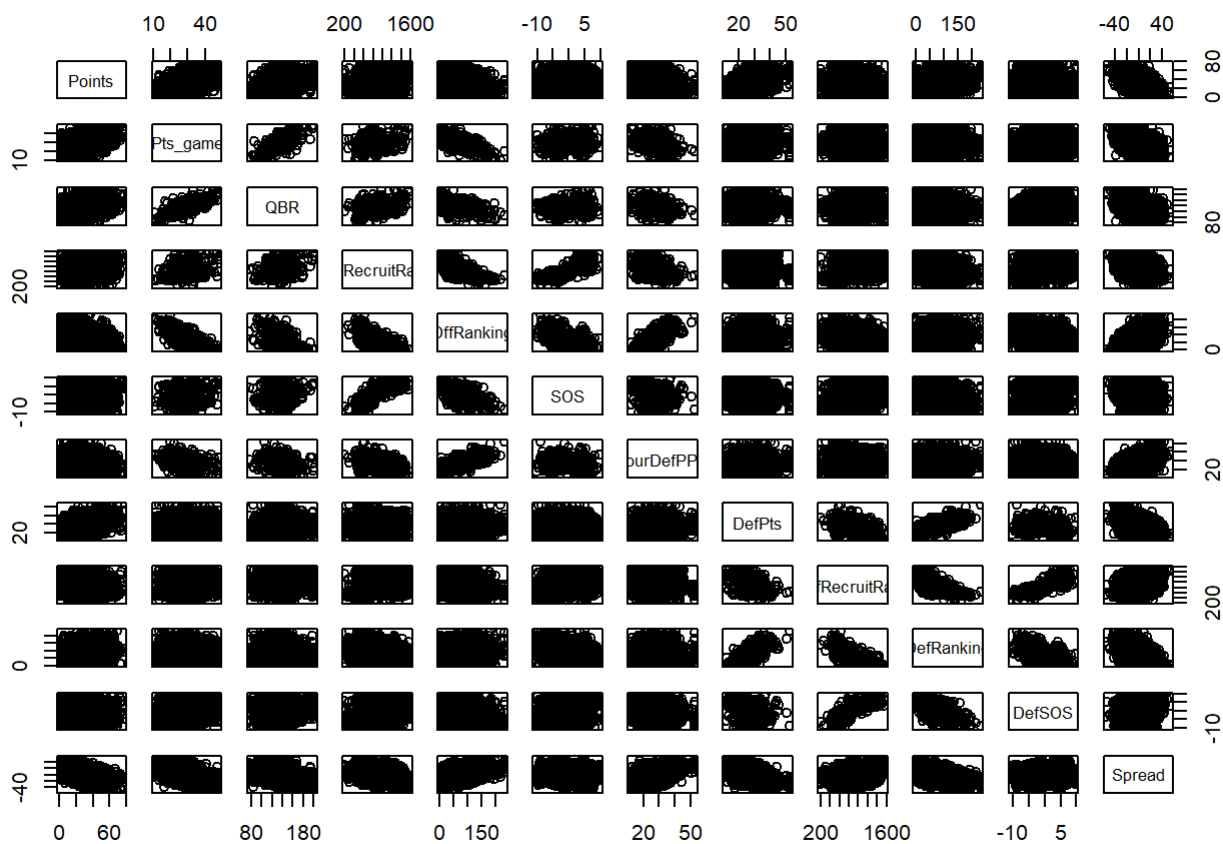 10 40 200 1600 -10 5 20 50 0 150 -40 40
Points
0 80
10
Pts_game
QBR
80
200
RecruitRa
OffRanking
0
-10
SOS
ourDefPP
20
20
DefPts
fRecruitRa
200
0
DefRanking
DefSOS
-10
-40
Spread
0 60 80 180 0 150 20 50 200 1600 -10 5